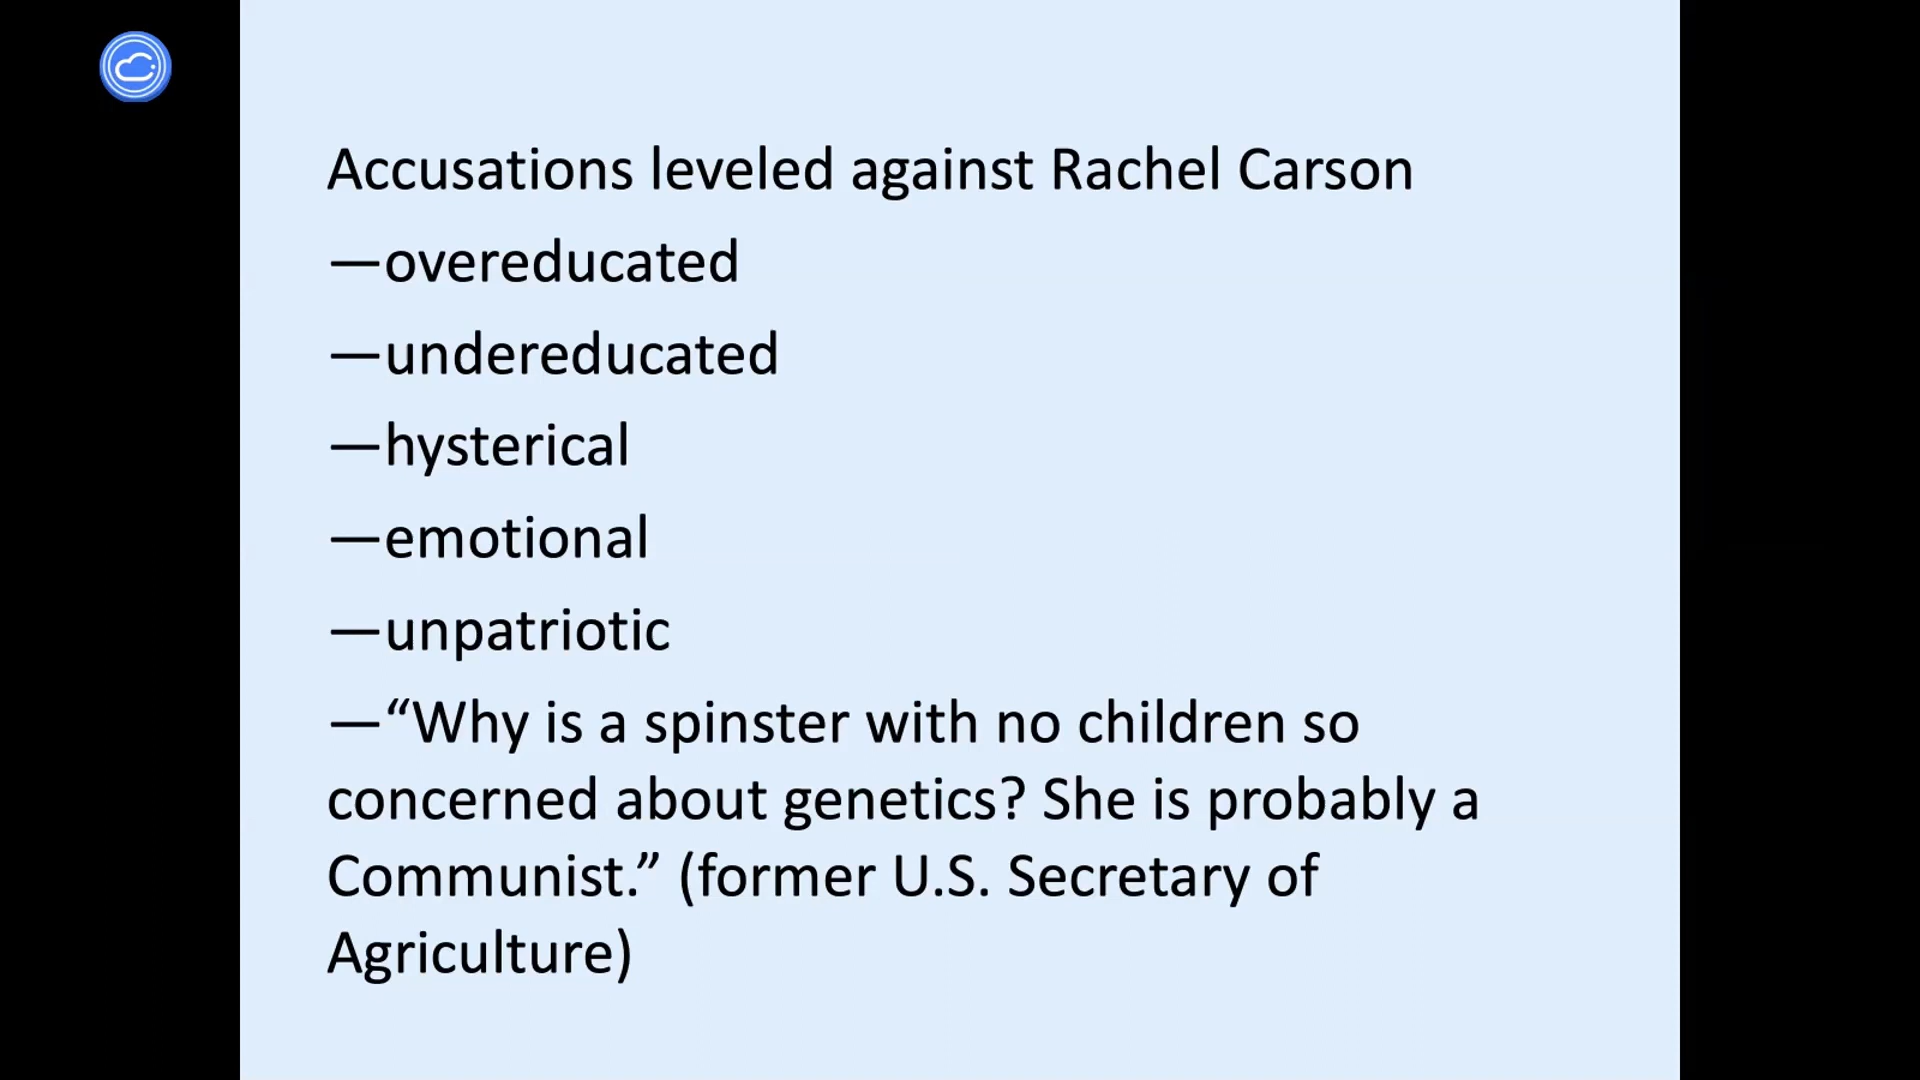 Accusations leveled against Rachel Carson
—overeducated
—undereducated
—hysterical
—emotional
—unpatriotic
—“Why is a spinster with no children so
concerned about genetics? She is probably a
Communist.” (former U.S. Secretary of
Agriculture)